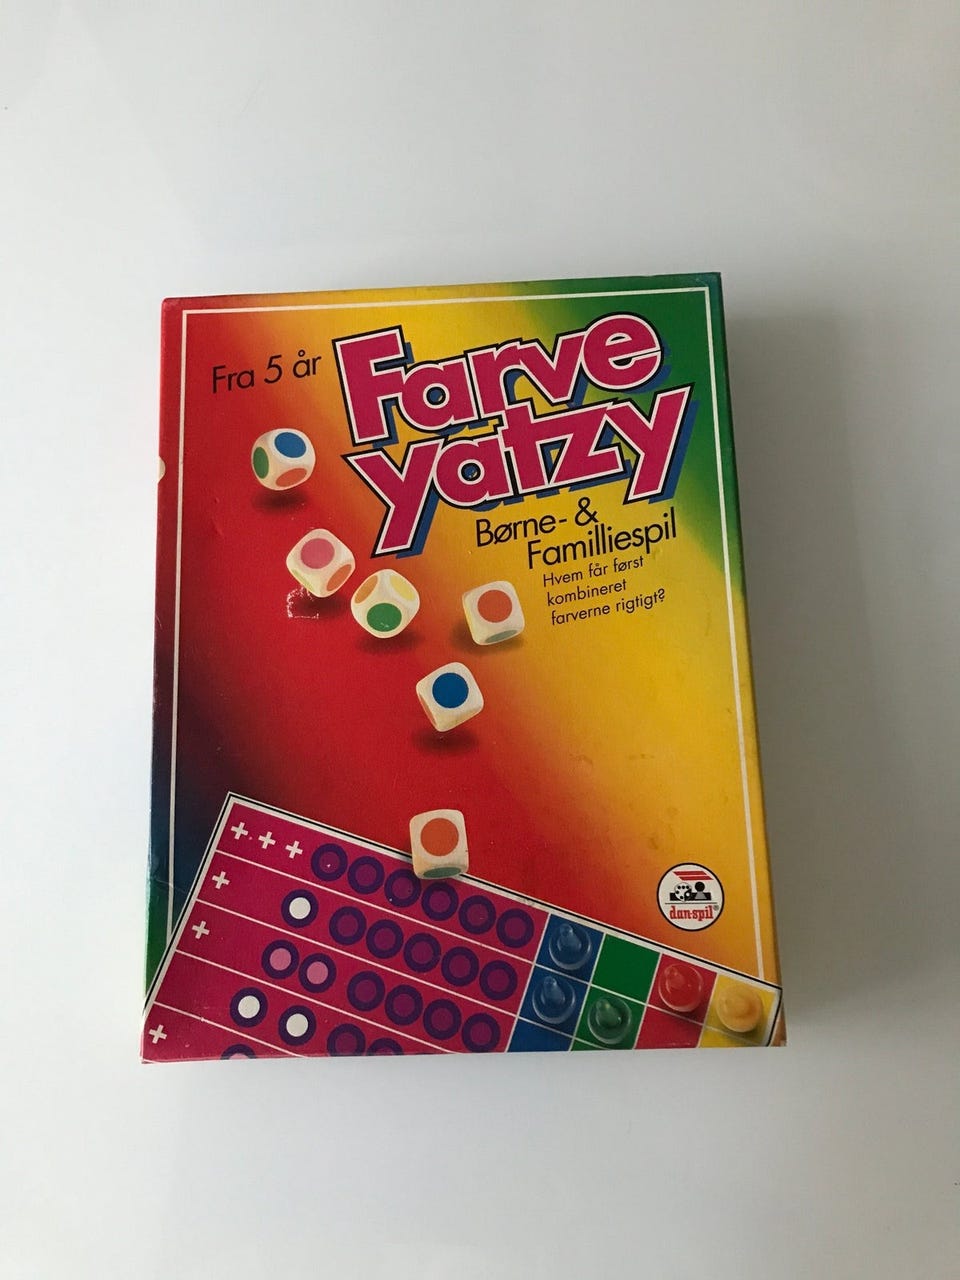 Fra 5 år
Farve
yatzy
Børne- &
Familliespil
Hvem får først
kombineret
farverne rigtigt?
dan-spil®